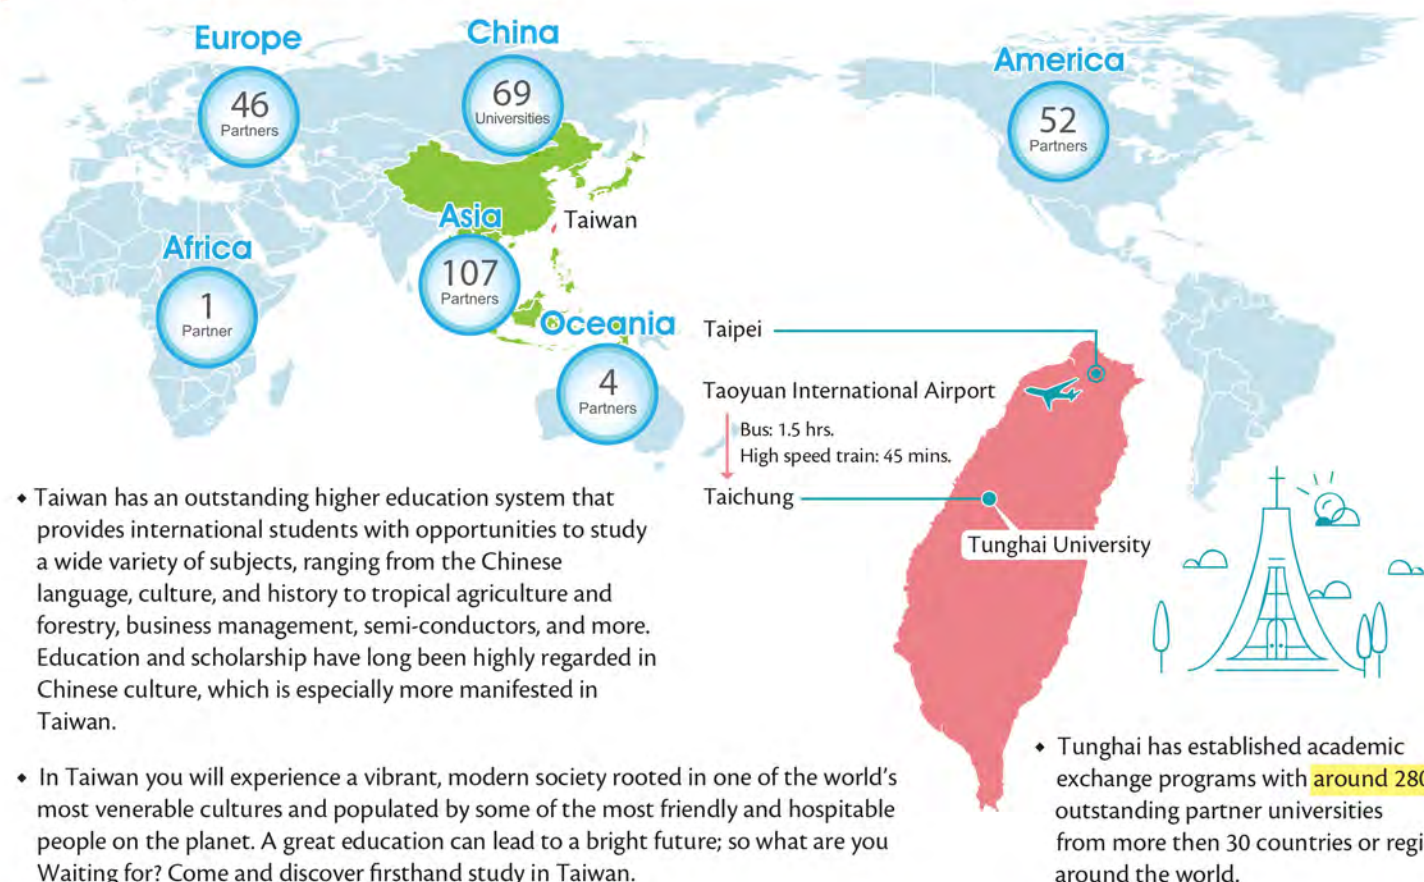 Europe
46
Partners
China
69
Universities
America
52
Partners
Asia
107
Partners
Taiwan
Africa
1
Partner
Oceania
4
Partners
Taipei
Taoyuan International Airport
Bus: 1.5 hrs.
High speed train: 45 mins.
Taichung
Tunghai University
◆ Taiwan has an outstanding higher education system that
provides international students with opportunities to study
a wide variety of subjects, ranging from the Chinese
language, culture, and history to tropical agriculture and
forestry, business management, semi-conductors, and more.
Education and scholarship have long been highly regarded in
Chinese culture, which is especially more manifested in
Taiwan.
◆ In Taiwan you will experience a vibrant, modern society rooted in one of the world's
most venerable cultures and populated by some of the most friendly and hospitable
people on the planet. A great education can lead to a bright future; so what are you
Waiting for? Come and discover firsthand study in Taiwan.
◆ Tunghai has established academic
exchange programs with around 280
outstanding partner universities
from more then 30 countries or regi
around the world.